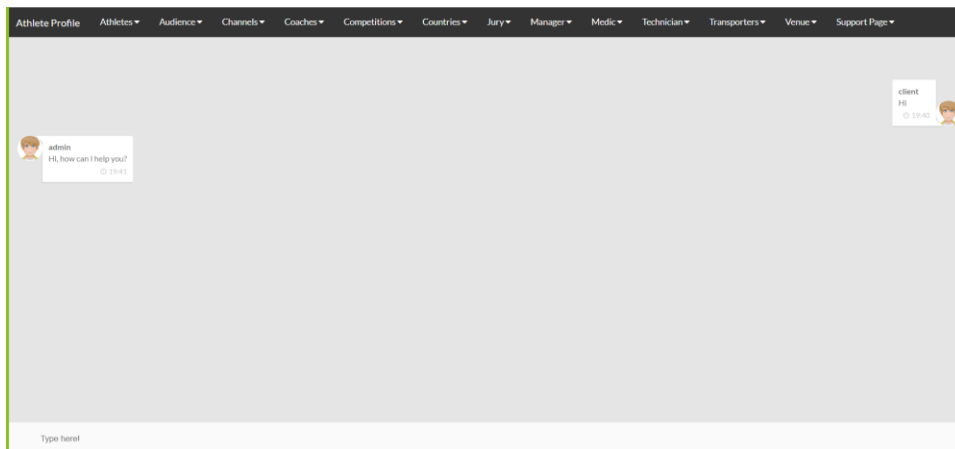 Athlete Profile Athletes Audience Channels Coaches Competitions Countries Jury Manager Medic Technician Transporters Venue Support Page
client
Hi
19:40
admin
Hi, how can I help you?
19:41
Type here!